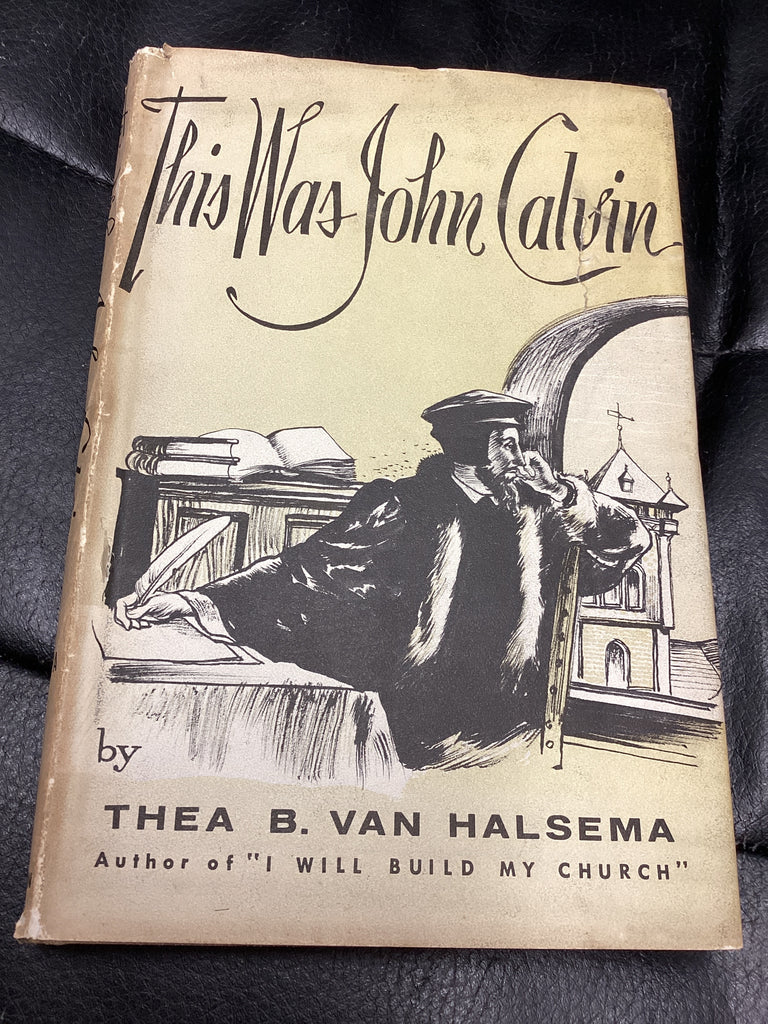 This Was John Calvin
by
THEA B. VAN HALSEMA
Author of "I WILL BUILD MY CHURCH"